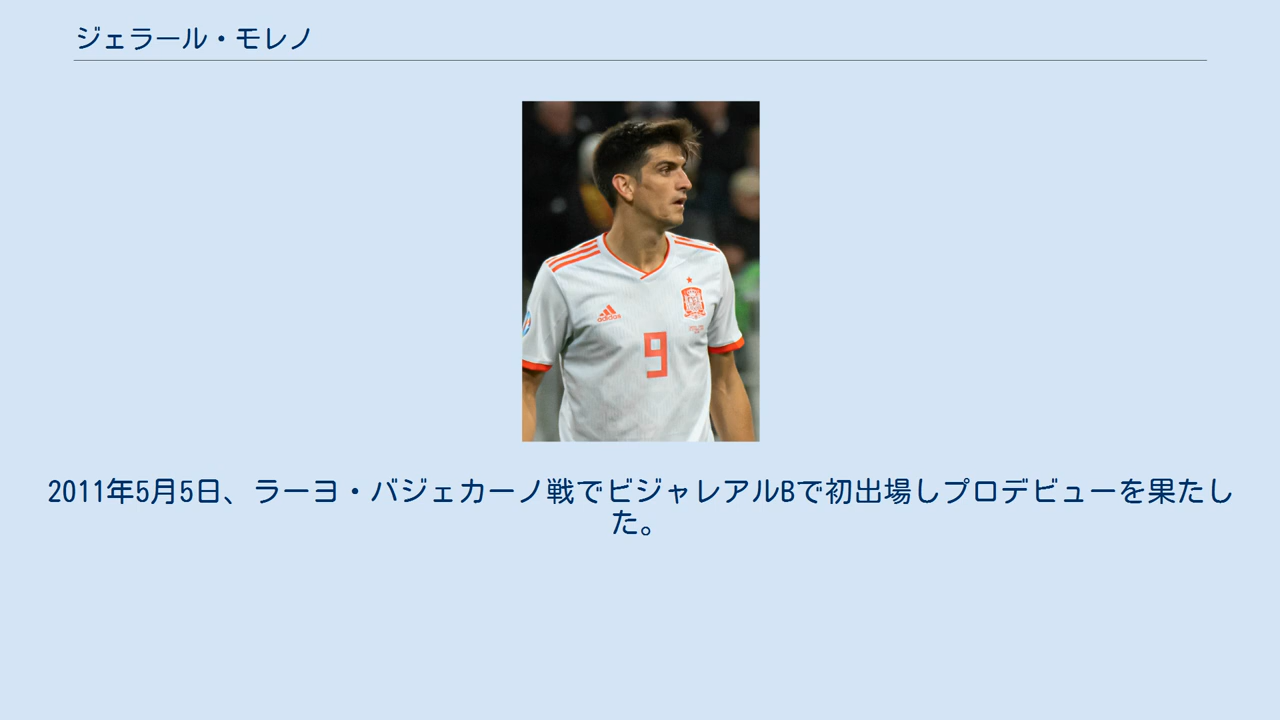 ジェラール・モレノ
adidas
9
2011年5月5日、ラーヨ・バジェカーノ戦でビジャレアルBで初出場しプロデビューを果たし
た。